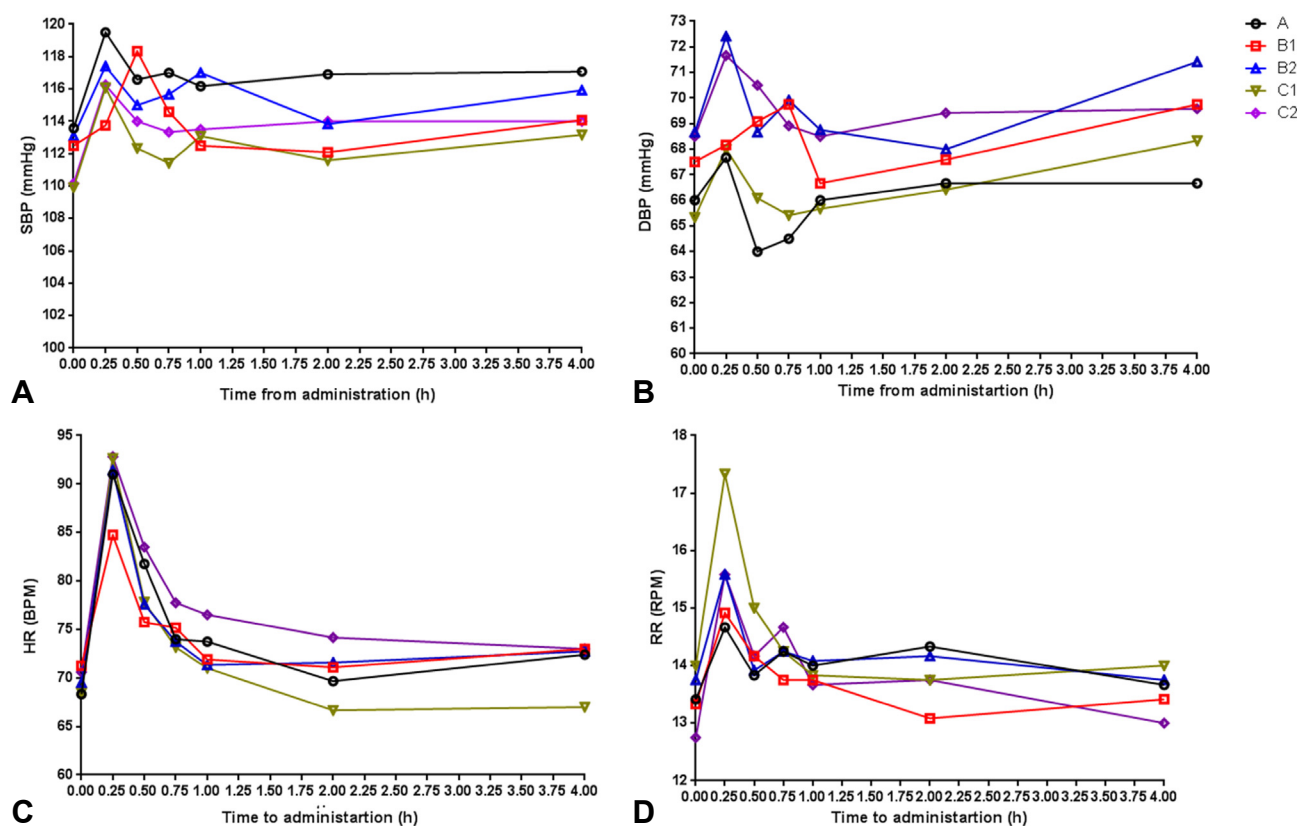 SBP (mmHg)
120
118
116
114
112
110
108
106
104
102
100
0.00 0.25 0.50 0.75 1.00 1.25 1.50 1.75 2.00 2.25 2.50 2.75 3.00 3.25 3.50 3.75 4.00
Time from administration (h)
A
DBP (mmHg)
73
72
71
70
69
68
67
66
65
64
63
62
61
60
0.00 0.25 0.50 0.75 1.00 1.25 1.50 1.75 2.00 2.25 2.50 2.75 3.00 3.25 3.50 3.75 4.00
Time from administartion (h)
B
A
B1
B2
C1
C2
HR (BPM)
95
90
85
80
75
70
65
60
0.00 0.25 0.50 0.75 1.00 1.25 1.50 1.75 2.00 2.25 2.50 2.75 3.00 3.25 3.50 3.75 4.00
Time to administartion (h)
C
RR (RPM)
18
17
16
15
14
13
12
0.00 0.25 0.50 0.75 1.00 1.25 1.50 1.75 2.00 2.25 2.50 2.75 3.00 3.25 3.50 3.75 4.00
Time to administartion (h)
D